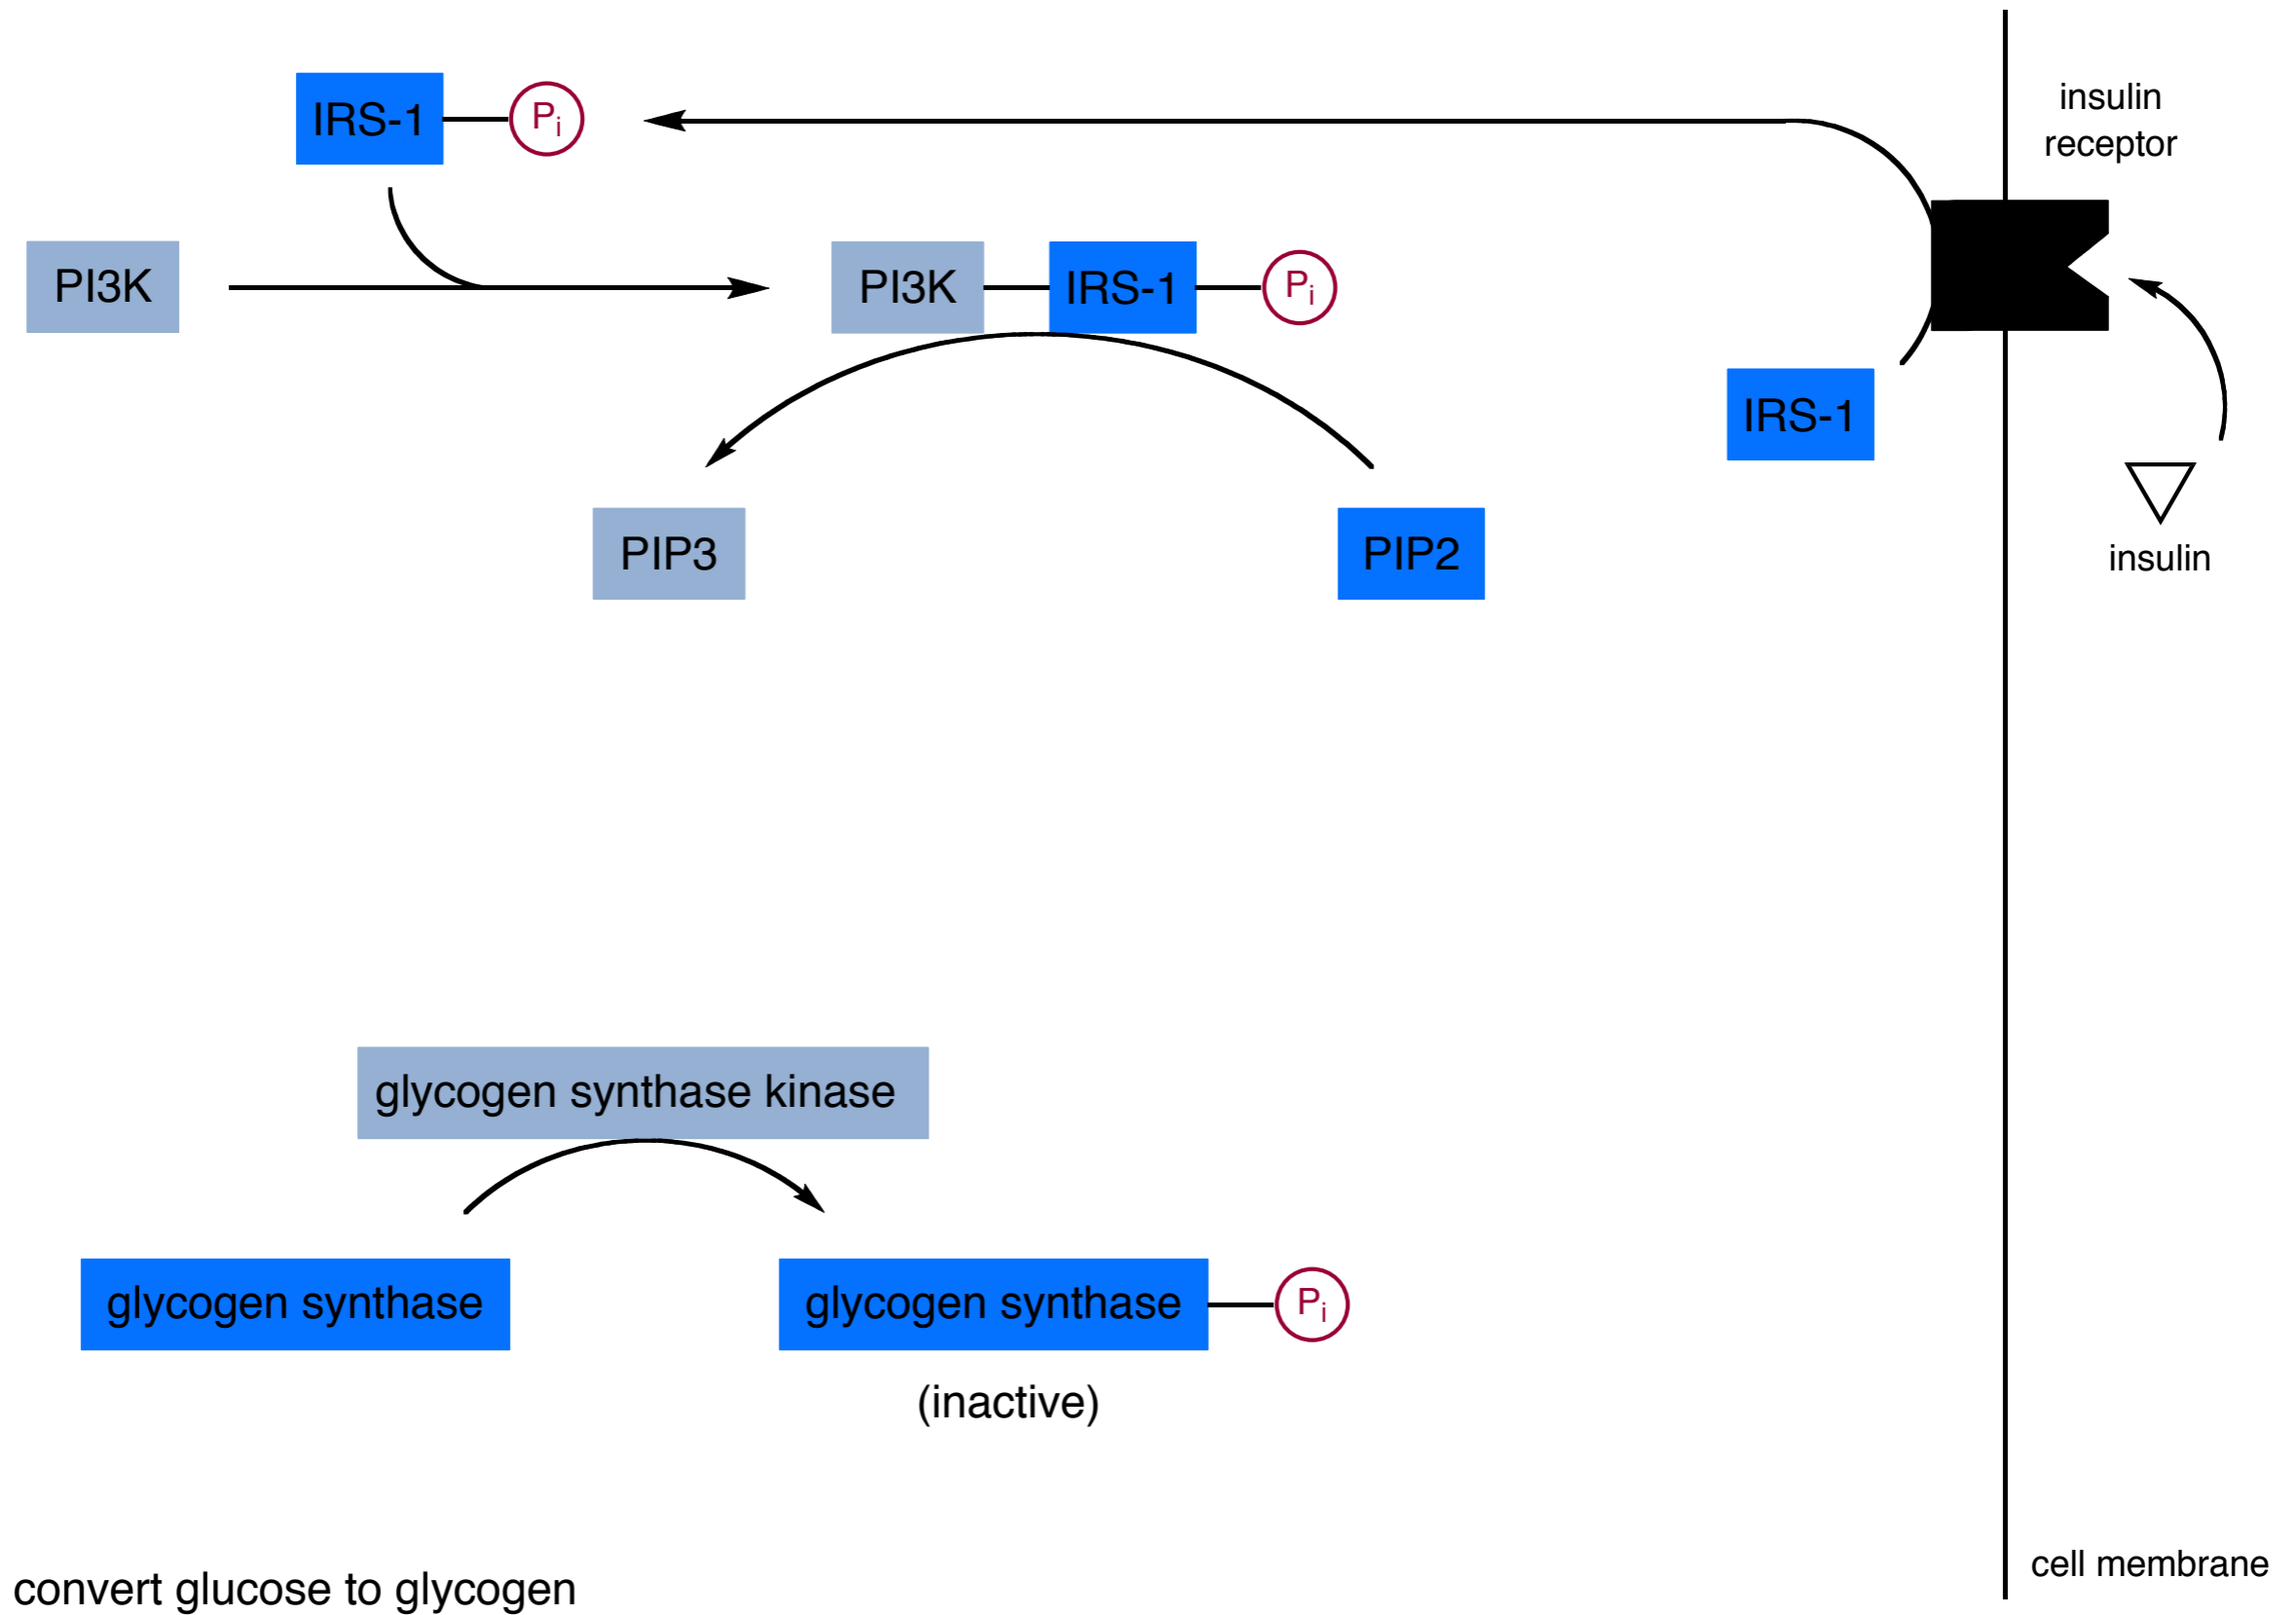 insulin
receptor
IRS-1
Pi
PI3K
PI3K
IRS-1
Pi
IRS-1
PIP3
PIP2
insulin
glycogen synthase kinase
glycogen synthase
glycogen synthase
Pi
(inactive)
cell membrane
convert glucose to glycogen